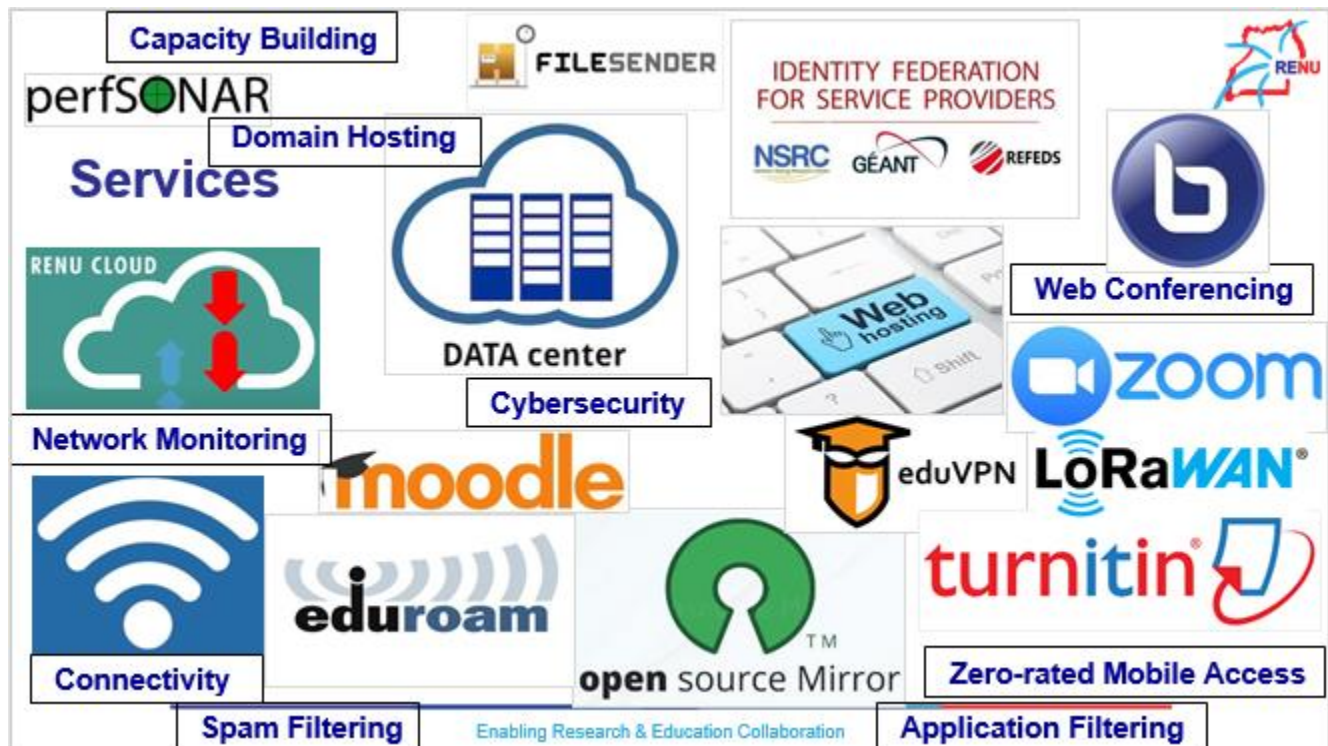 Capacity Building
FILESENDER
IDENTITY FEDERATION
FOR SERVICE PROVIDERS
NSRC
GÉANT
REFEDS
RENU
perfSONAR
Domain Hosting
Services
b
RENU CLOUD
DATA center
Web
hosting
Shift
?
Web Conferencing
zoom
Cybersecurity
Network Monitoring
moodle
eduVPN
LoRaWAN®
eduroam
TM
open source Mirror
turnitin®
Connectivity
Zero-rated Mobile Access
Spam Filtering
Enabling Research & Education Collaboration
Application Filtering